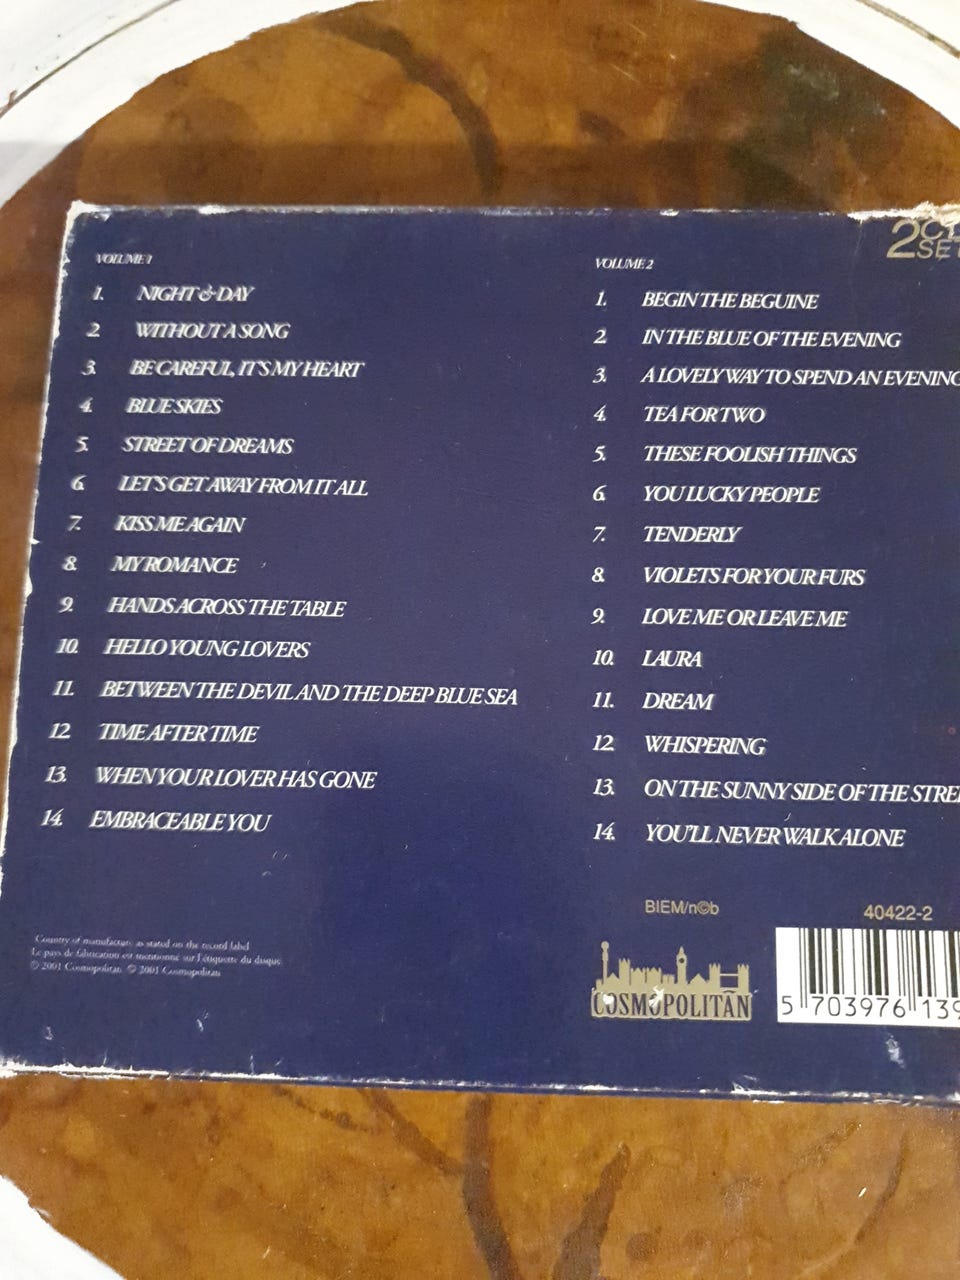 2 CD
SET
VOLUME 1
1. NIGHT & DAY
2. WITHOUT A SONG
3. BE CAREFUL, IT'S MY HEART
4. BLUE SKIES
5. STREET OF DREAMS
6. LET'S GET AWAY FROM IT ALL
7. KISS ME AGAIN
8. MY ROMANCE
9. HANDS ACROSS THE TABLE
10. HELLO YOUNG LOVERS
11. BETWEEN THE DEVIL AND THE DEEP BLUE SEA
12. TIME AFTER TIME
13. WHEN YOUR LOVER HAS GONE
14. EMBRACEABLE YOU
VOLUME 2
1. BEGIN THE BEGUINE
2. IN THE BLUE OF THE EVENING
3. A LOVELY WAY TO SPEND AN EVENING
4. TEA FOR TWO
5. THESE FOOLISH THINGS
6. YOU LUCKY PEOPLE
7. TENDERLY
8. VIOLETS FOR YOUR FURS
9. LOVE ME OR LEAVE ME
10. LAURA
11. DREAM
12. WHISPERING
13. ON THE SUNNY SIDE OF THE STRE
14. YOU'LL NEVER WALK ALONE
BIEM/n©b
40422-2
Country of manufacture as stated on the record label
Le pays de fabrication est mentionné sur l'étiquette du disque
℗ 2001 Cosmopolitan © 2001 Cosmopolitan
COSMOPOLITAN
5 703976 139